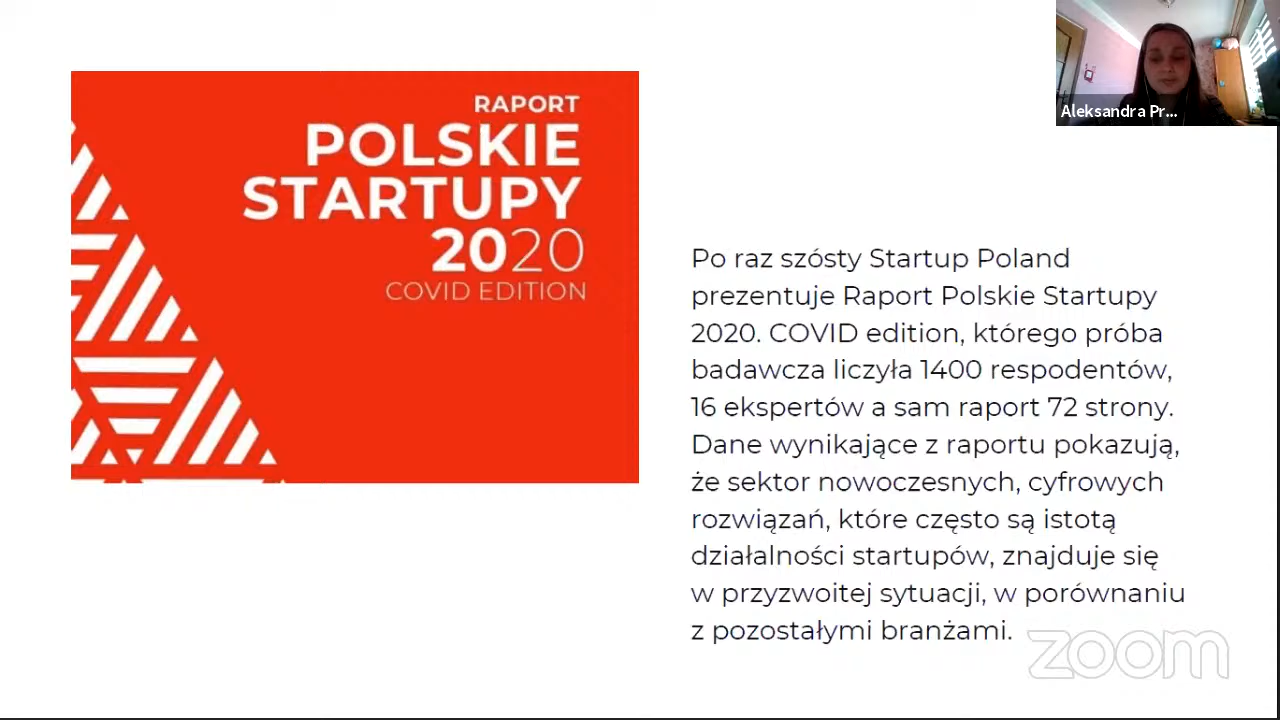 RAPORT
POLSKIE
STARTUPY
2020
COVID EDITION
Aleksandra Pr...
Po raz szósty Startup Poland
prezentuje Raport Polskie Startupy
2020. COVID edition, którego próba
badawcza liczyła 1400 respodentów,
16 ekspertów a sam raport 72 strony.
Dane wynikające z raportu pokazują,
że sektor nowoczesnych, cyfrowych
rozwiązań, które często są istotą
działalności startupów, znajduje się
w przyzwoitej sytuacji, w porównaniu
z pozostałymi branżami.
zoom